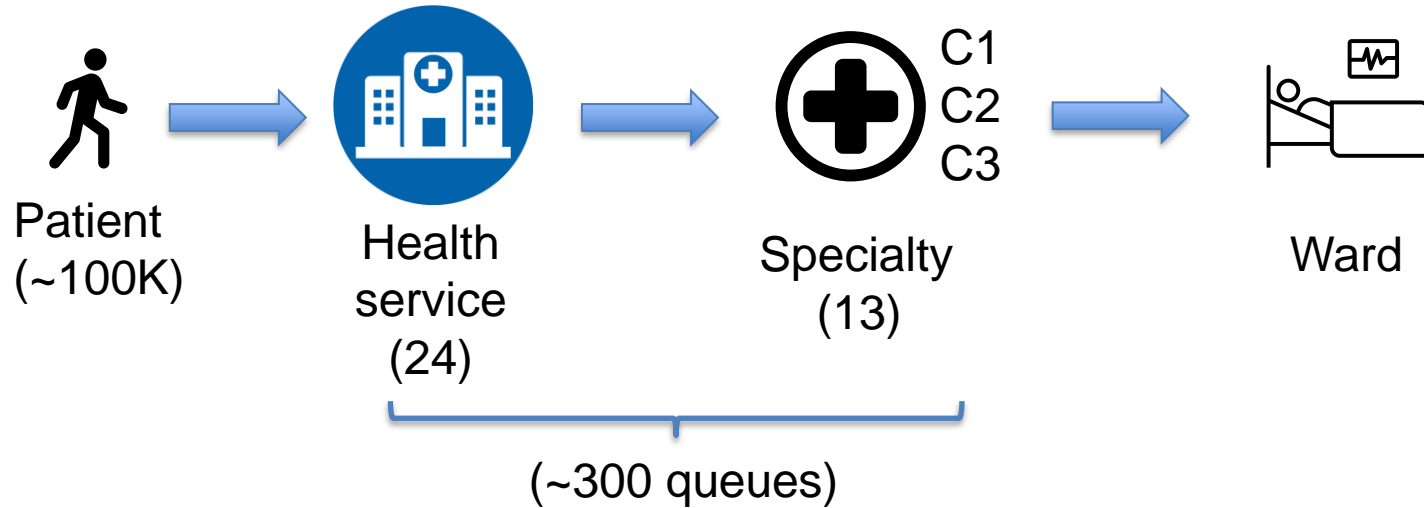 Patient
(~100K)
Health
service
(24)
C1
C2
C3
Specialty
(13)
Ward
(~300 queues)